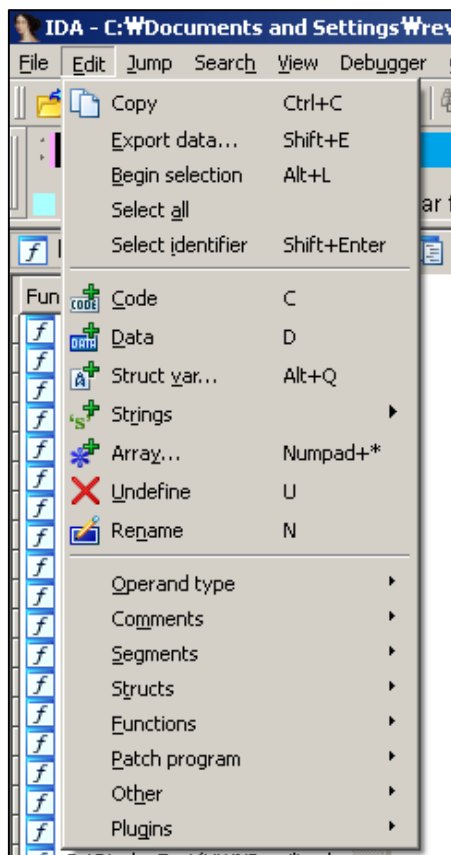 IDA - C:₩Documents and Settings₩rev
File Edit Jump Search View Debugger
Copy Ctrl+C
Export data... Shift+E
Begin selection Alt+L
Select all
ar f
Select identifier Shift+Enter
Fun
Code C
Data D
Struct var... Alt+Q
Strings
Array... Numpad+*
Undefine U
Rename N
Operand type
Comments
Segments
Structs
Functions
Patch program
Other
Plugins